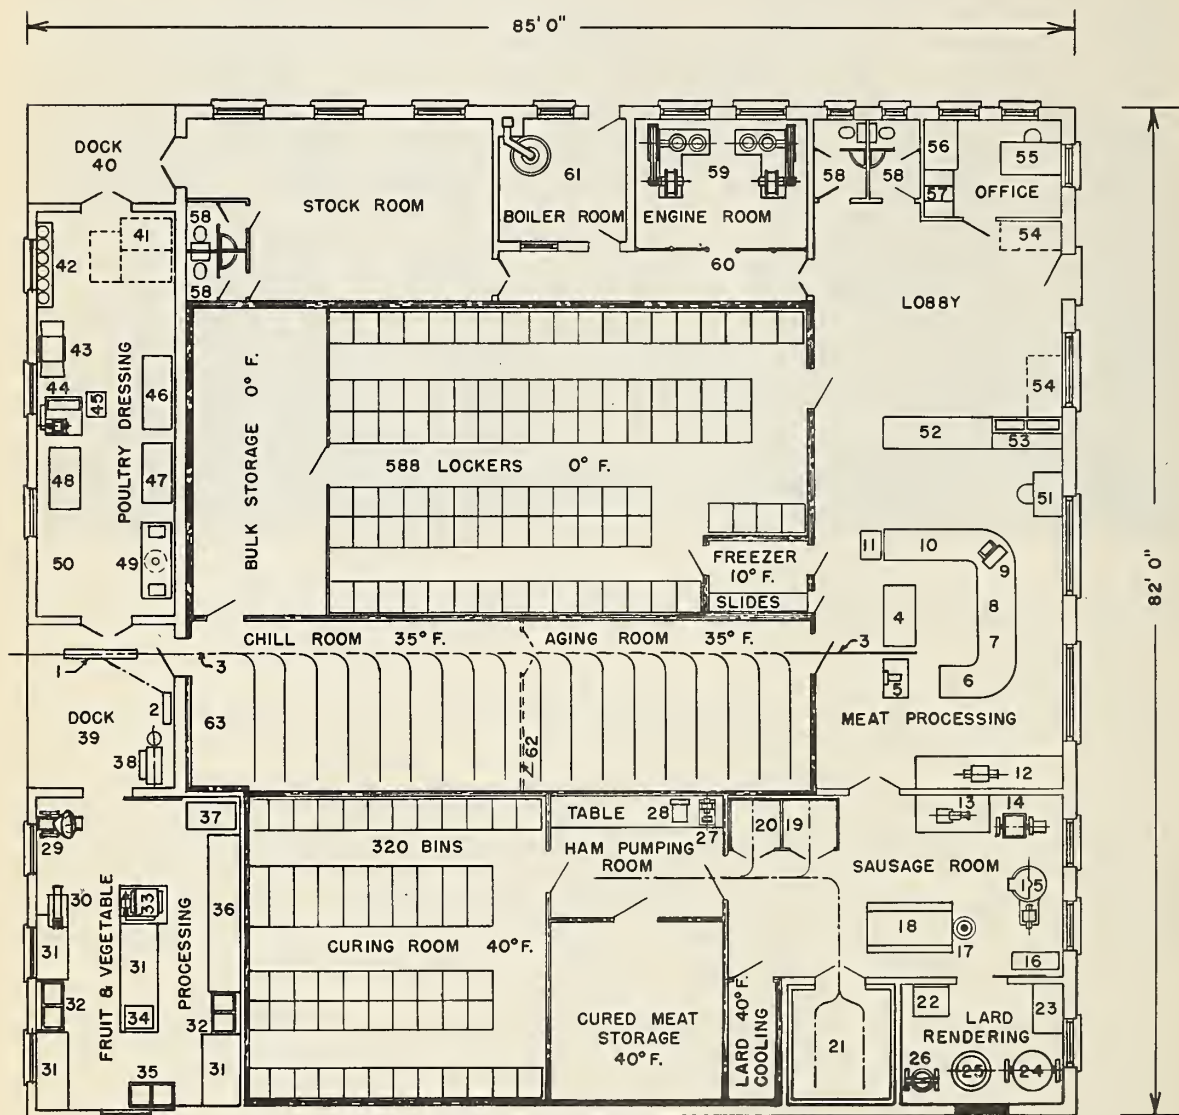 85' 0"
DOCK
40
STOCK ROOM
61
BOILER ROOM
59
ENGINE ROOM
58
58
56
57
55
OFFICE
54
60
LOBBY
58
58
41
42
43
44
45
46
POULTRY DRESSING
47
48
49
50
BULK STORAGE 0° F.
588 LOCKERS 0° F.
FREEZER
10° F.
SLIDES
54
52
53
51
11
10
9
8
7
6
4
5
3
MEAT PROCESSING
82' 0"
CHILL ROOM 35° F.
AGING ROOM 35° F.
1
3
2
DOCK
39
38
63
62
12
13
14
29
30
31
32
31
33
31
34
35
36
37
32
31
FRUIT & VEGETABLE
PROCESSING
320 BINS
CURING ROOM 40° F.
TABLE 28
27
HAM PUMPING
ROOM
20
19
SAUSAGE ROOM
15
18
17
16
CURED MEAT
STORAGE
40° F.
LARD 40° F.
COOLING
21
22
23
LARD
RENDERING
26
25
24